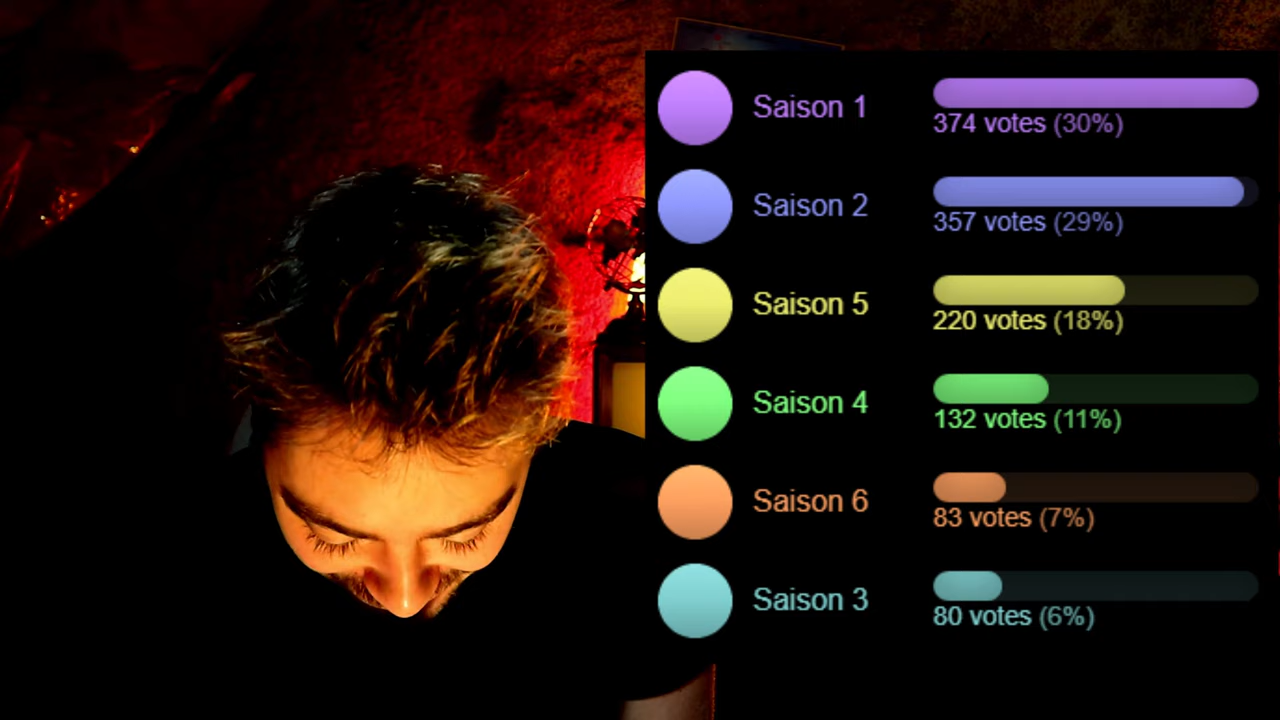 Saison 1
374 votes (30%)
Saison 2
357 votes (29%)
Saison 5
220 votes (18%)
Saison 4
132 votes (11%)
Saison 6
83 votes (7%)
Saison 3
80 votes (6%)